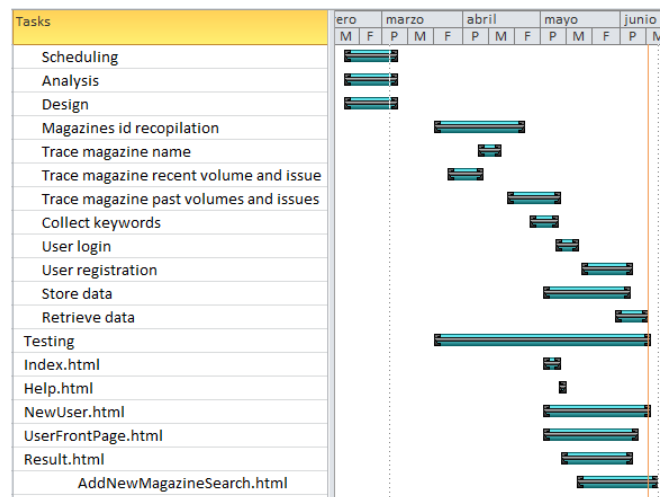 Tasks
ero marzo abril mayo junio
M F P M F P M F P M F P M
Scheduling
Analysis
Design
Magazines id recopilation
Trace magazine name
Trace magazine recent volume and issue
Trace magazine past volumes and issues
Collect keywords
User login
User registration
Store data
Retrieve data
Testing
Index.html
Help.html
NewUser.html
UserFrontPage.html
Result.html
AddNewMagazineSearch.html